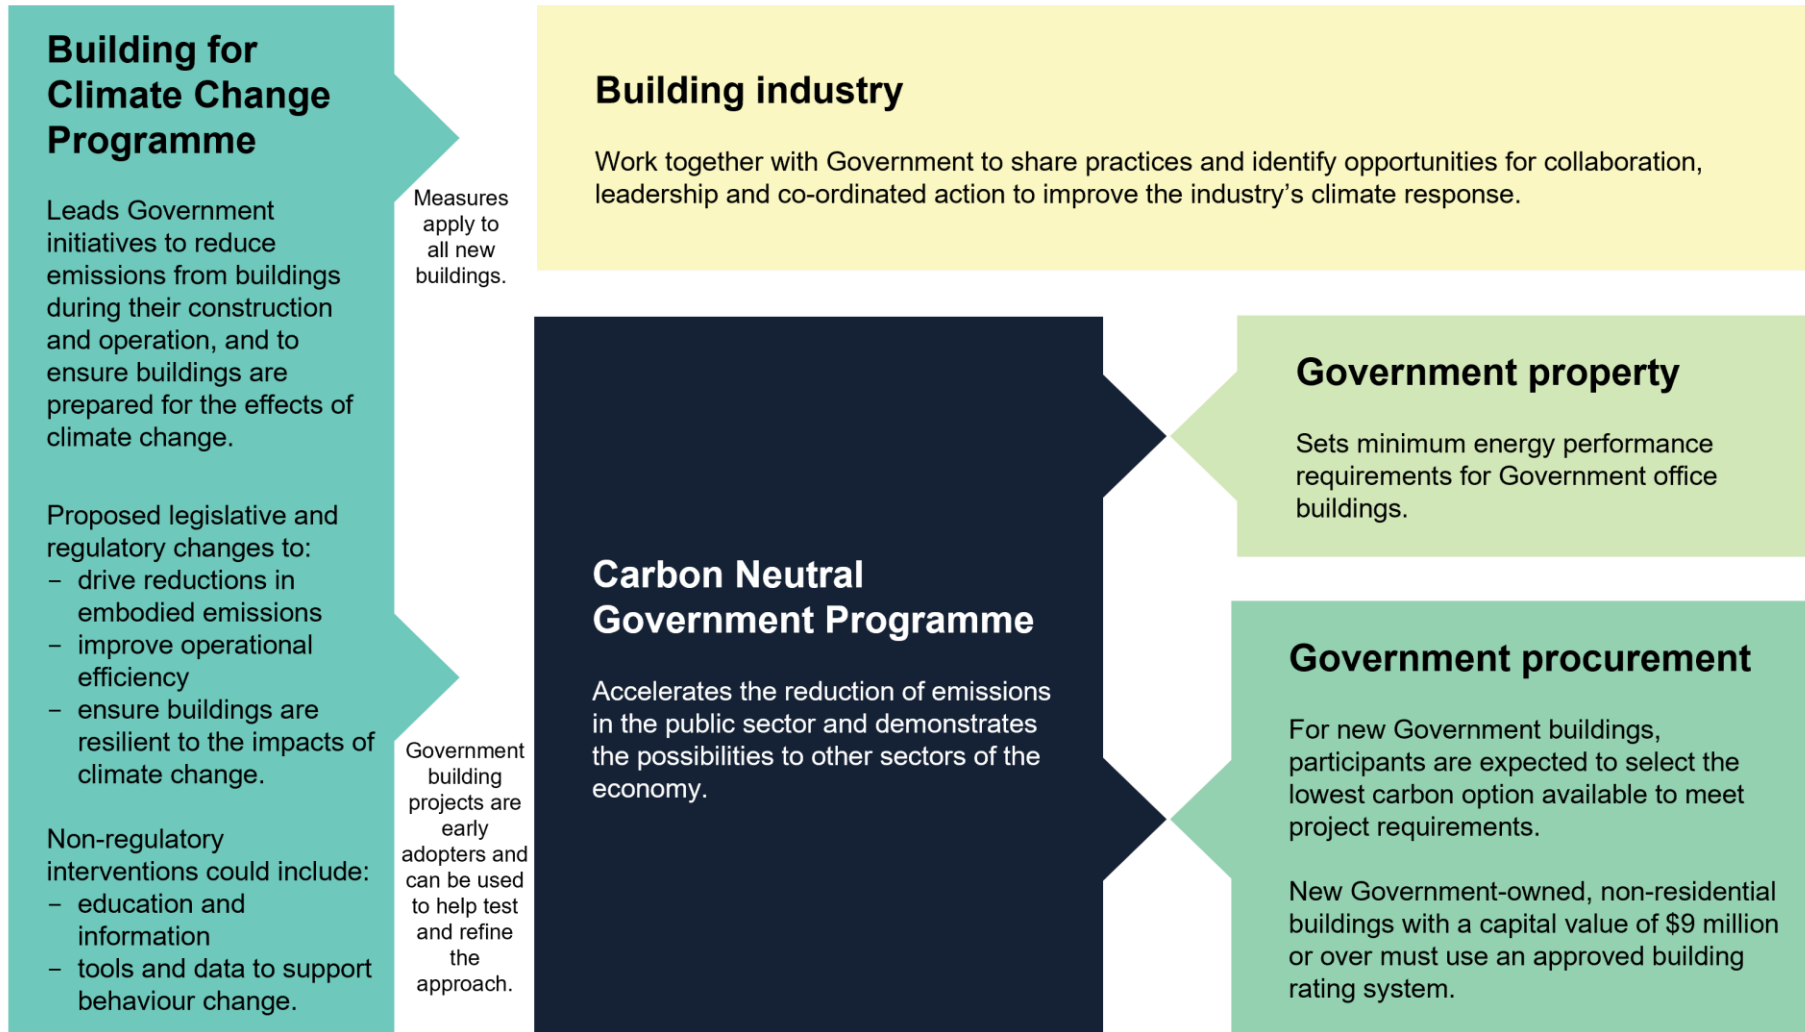 Building for
Climate Change
Programme
Leads Government
initiatives to reduce
emissions from buildings
during their construction
and operation, and to
ensure buildings are
prepared for the effects of
climate change.
Proposed legislative and
regulatory changes to:
– drive reductions in
embodied emissions
– improve operational
efficiency
– ensure buildings are
resilient to the impacts of
climate change.
Non-regulatory
interventions could include:
– education and
information
– tools and data to support
behaviour change.
Measures
apply to
all new
buildings.
Government
building
projects are
early
adopters and
can be used
to help test
and refine
the
approach.
Building industry
Work together with Government to share practices and identify opportunities for collaboration,
leadership and co-ordinated action to improve the industry’s climate response.
Carbon Neutral
Government Programme
Accelerates the reduction of emissions
in the public sector and demonstrates
the possibilities to other sectors of the
economy.
Government property
Sets minimum energy performance
requirements for Government office
buildings.
Government procurement
For new Government buildings,
participants are expected to select the
lowest carbon option available to meet
project requirements.
New Government-owned, non-residential
buildings with a capital value of $9 million
or over must use an approved building
rating system.